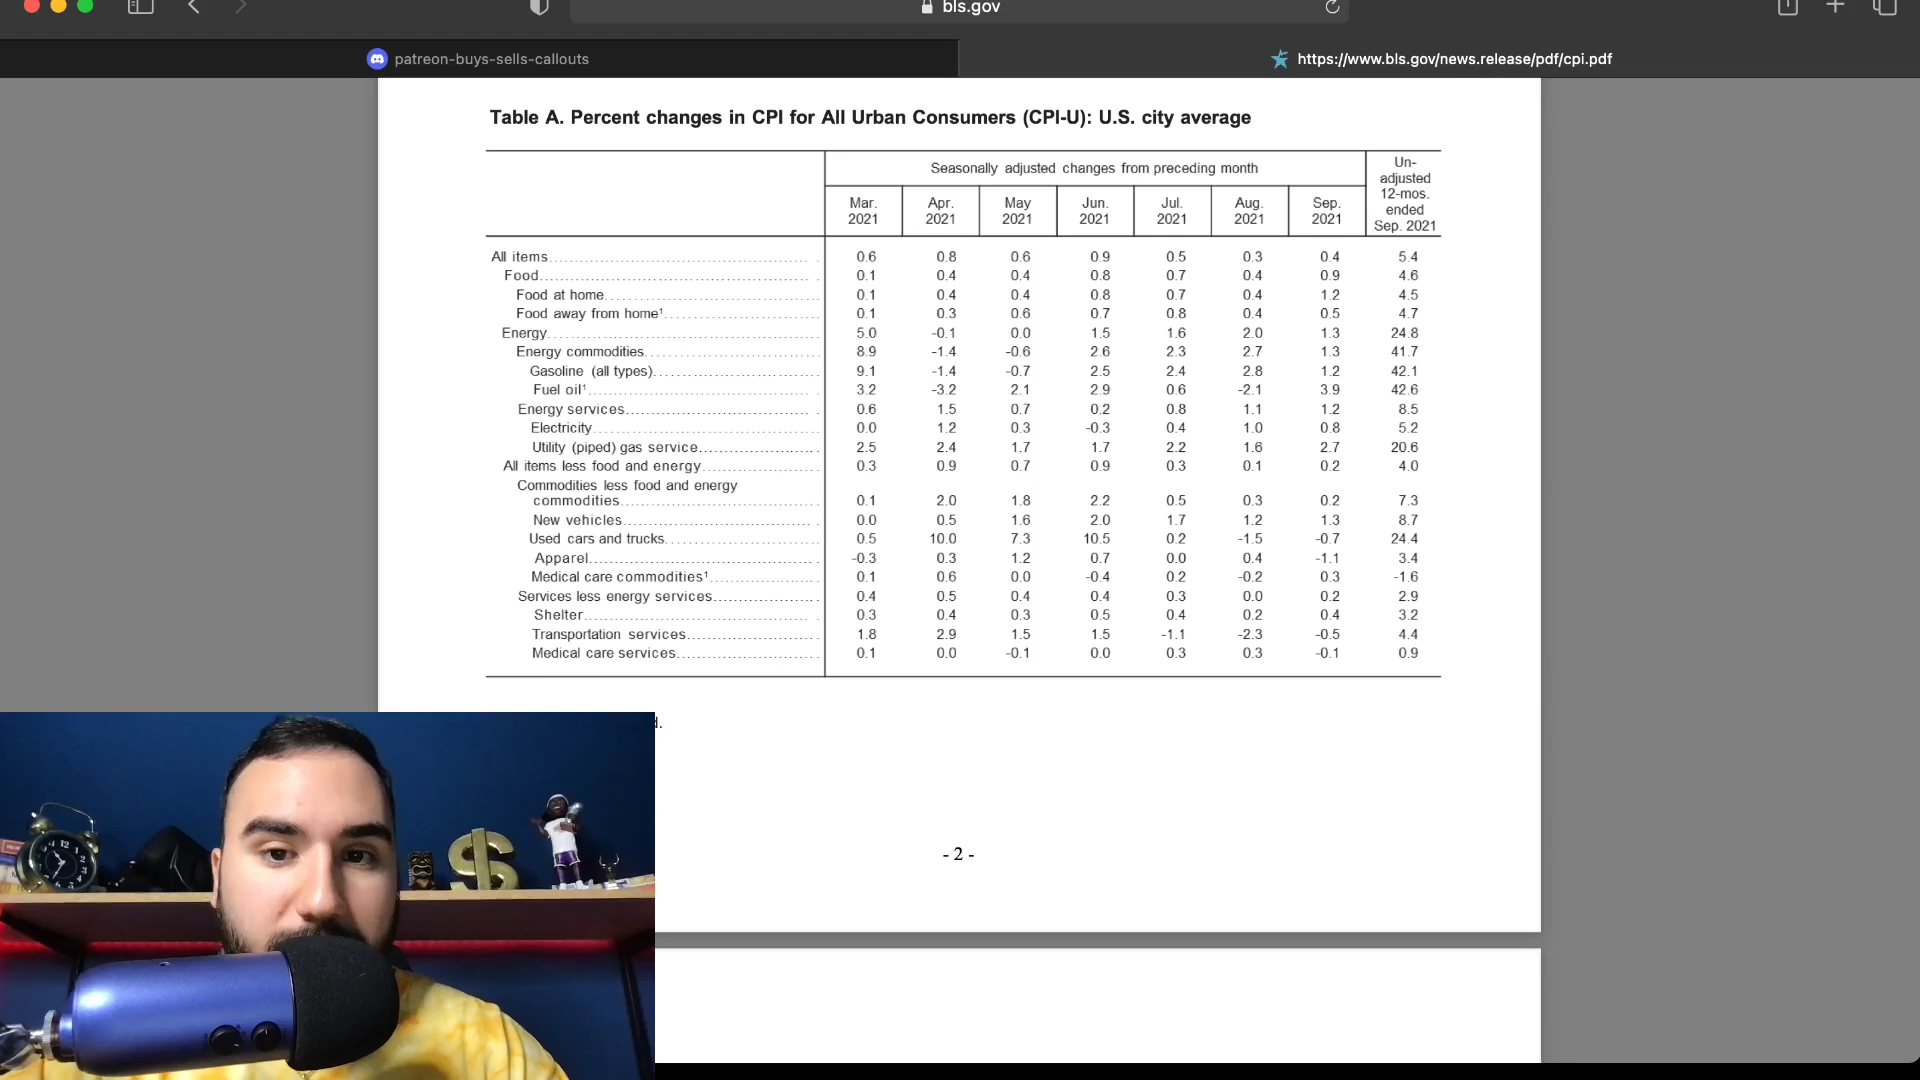 bls.gov
patreon-buys-sells-callouts
https://www.bls.gov/news.release/pdf/cpi.pdf
Table A. Percent changes in CPI for All Urban Consumers (CPI-U): U.S. city average
Seasonally adjusted changes from preceding month
Un-
adjusted
12-mos.
ended
Sep. 2021
Mar. 2021 Apr. 2021 May 2021 Jun. 2021 Jul. 2021 Aug. 2021 Sep. 2021
All items 0.6 0.8 0.6 0.9 0.5 0.3 0.4 5.4
Food 0.1 0.4 0.4 0.8 0.7 0.4 0.9 4.6
Food at home 0.1 0.4 0.4 0.8 0.7 0.4 1.2 4.5
Food away from home¹ 0.1 0.3 0.6 0.7 0.8 0.4 0.5 4.7
Energy 5.0 -0.1 0.0 1.5 1.6 2.0 1.3 24.8
Energy commodities 8.9 -1.4 -0.6 2.6 2.3 2.7 1.3 41.7
Gasoline (all types) 9.1 -1.4 -0.7 2.5 2.4 2.8 1.2 42.1
Fuel oil¹ 3.2 -3.2 2.1 2.9 0.6 -2.1 3.9 42.6
Energy services 0.6 1.5 0.7 0.2 0.8 1.1 1.2 8.5
Electricity 0.0 1.2 0.3 -0.3 0.4 1.0 0.8 5.2
Utility (piped) gas service 2.5 2.4 1.7 1.7 2.2 1.6 2.7 20.6
All items less food and energy 0.3 0.9 0.7 0.9 0.3 0.1 0.2 4.0
Commodities less food and energy
commodities 0.1 2.0 1.8 2.2 0.5 0.3 0.2 7.3
New vehicles 0.0 0.5 1.6 2.0 1.7 1.2 1.3 8.7
Used cars and trucks 0.5 10.0 7.3 10.5 0.2 -1.5 -0.7 24.4
Apparel -0.3 0.3 1.2 0.7 0.0 0.4 -1.1 3.4
Medical care commodities¹ 0.1 0.6 0.0 -0.4 0.2 -0.2 0.3 -1.6
Services less energy services 0.4 0.5 0.4 0.4 0.3 0.0 0.2 2.9
Shelter 0.3 0.4 0.3 0.5 0.4 0.2 0.4 3.2
Transportation services 1.8 2.9 1.5 1.5 -1.1 -2.3 -0.5 4.4
Medical care services 0.1 0.0 -0.1 0.0 0.3 0.3 -0.1 0.9
- 2 -